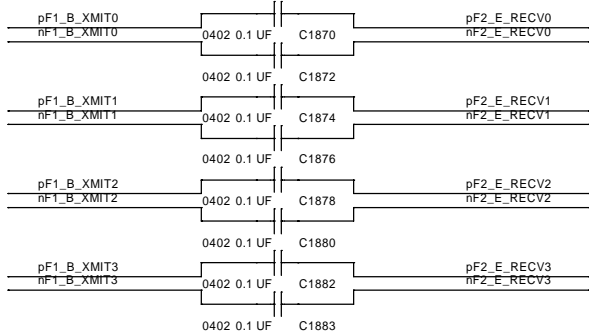 pF1_B_XMIT0 pF2_E_RECV0
nF1_B_XMIT0 0402 0.1 UF C1870 nF2_E_RECV0
0402 0.1 UF C1872
pF1_B_XMIT1 pF2_E_RECV1
nF1_B_XMIT1 0402 0.1 UF C1874 nF2_E_RECV1
0402 0.1 UF C1876
pF1_B_XMIT2 pF2_E_RECV2
nF1_B_XMIT2 0402 0.1 UF C1878 nF2_E_RECV2
0402 0.1 UF C1880
pF1_B_XMIT3 pF2_E_RECV3
nF1_B_XMIT3 0402 0.1 UF C1882 nF2_E_RECV3
0402 0.1 UF C1883